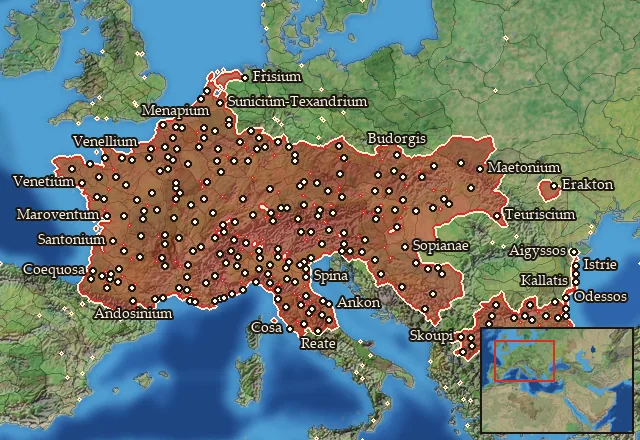 Frisium
Sunicium-Texandrium
Menapium
Venellium
Budorgis
Maetonium
Venetium
Erakton
Maroventum
Teuriscium
Santonium
Sopianae
Aigyssos
Istrie
Coequosa
Spina
Kallatis
Odessos
Andosinium
Ankon
Cosa
Reate
Skoupi